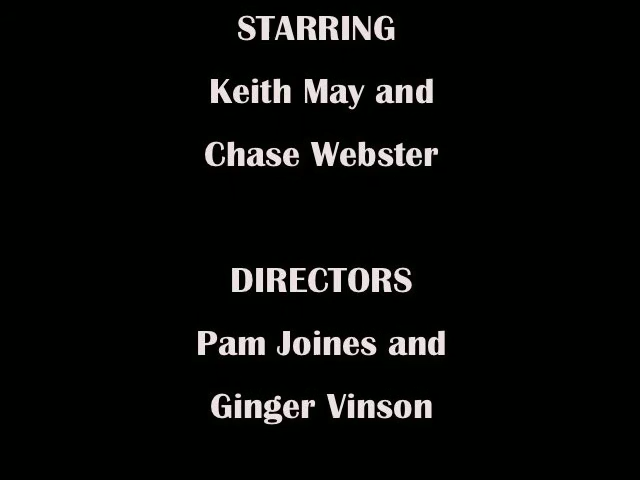 STARRING
Keith May and
Chase Webster
DIRECTORS
Pam Joines and
Ginger Vinson